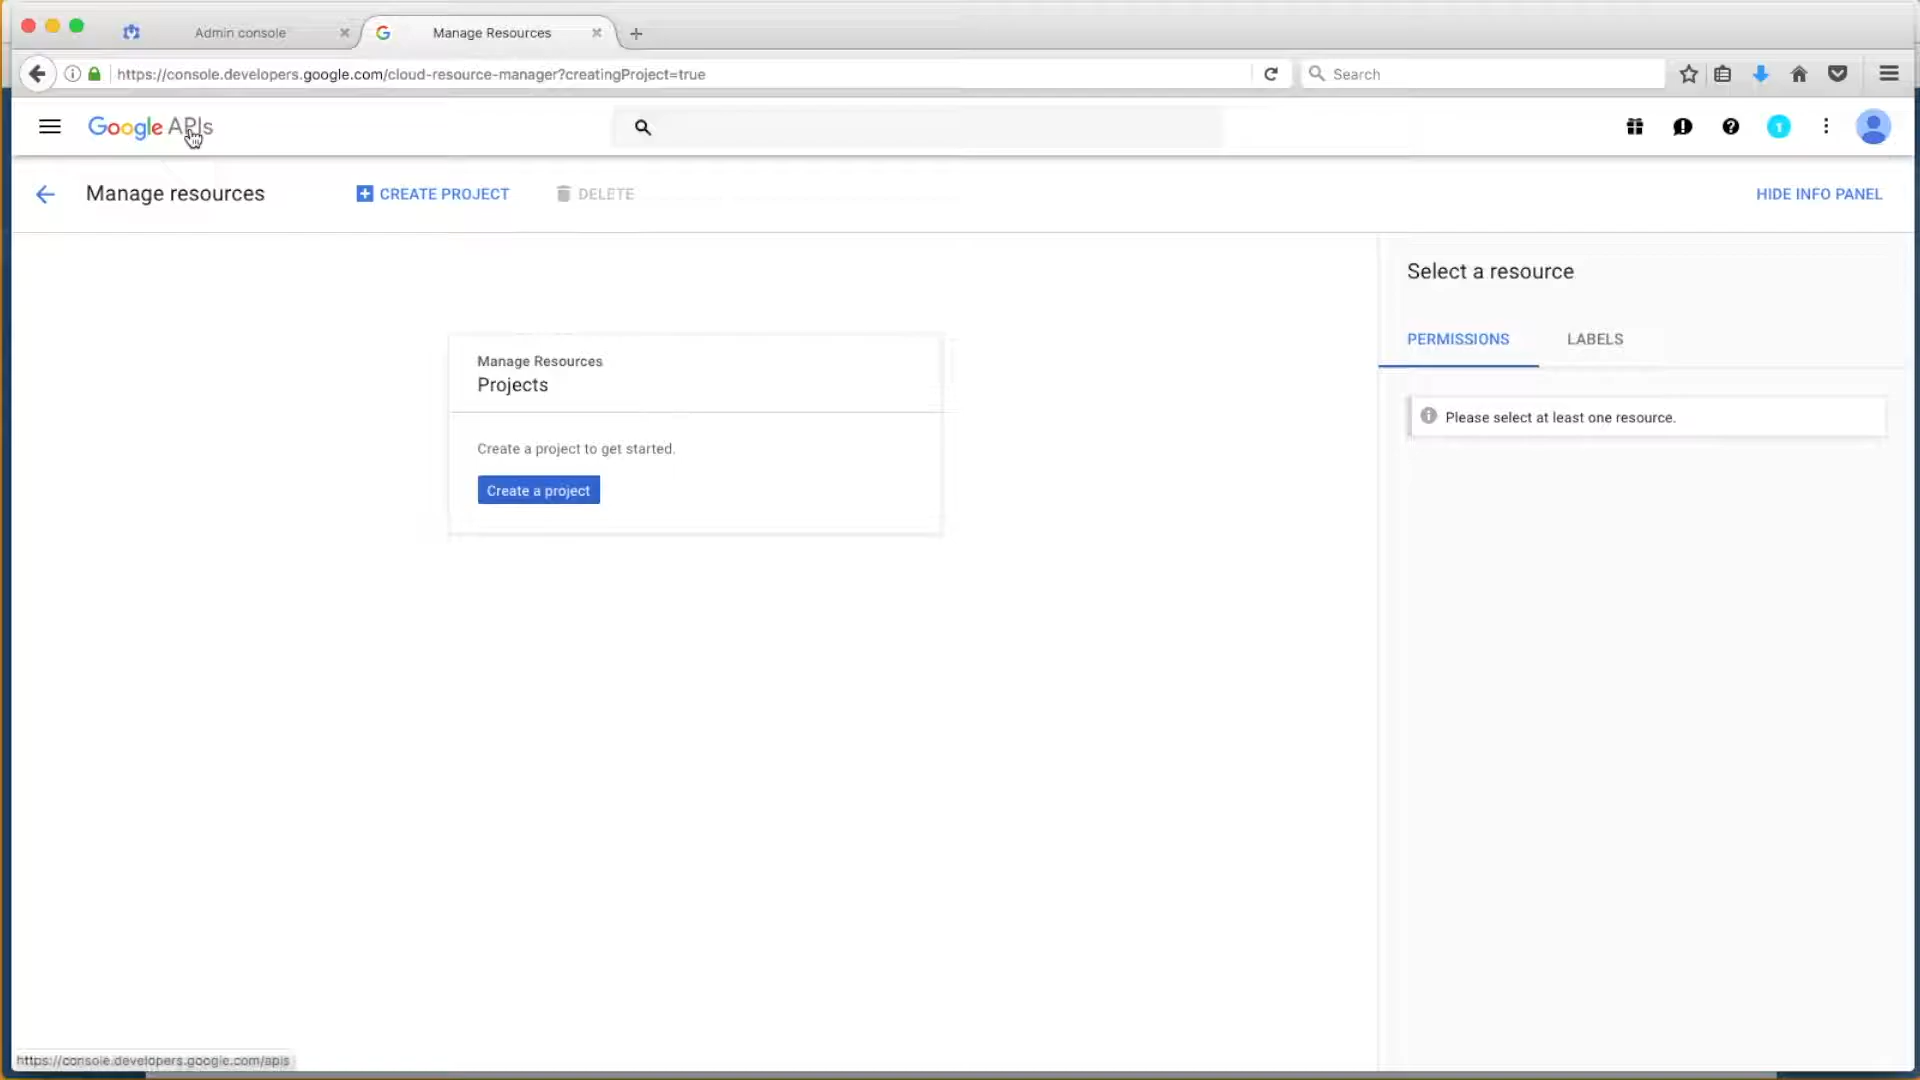 Admin console
Manage Resources
https://console.developers.google.com/cloud-resource-manager?creatingProject=true
Search
Google APIs
1
Manage resources
CREATE PROJECT
DELETE
HIDE INFO PANEL
Select a resource
PERMISSIONS
LABELS
Please select at least one resource.
Manage Resources
Projects
Create a project to get started.
Create a project
https://console.developers.google.com/apis